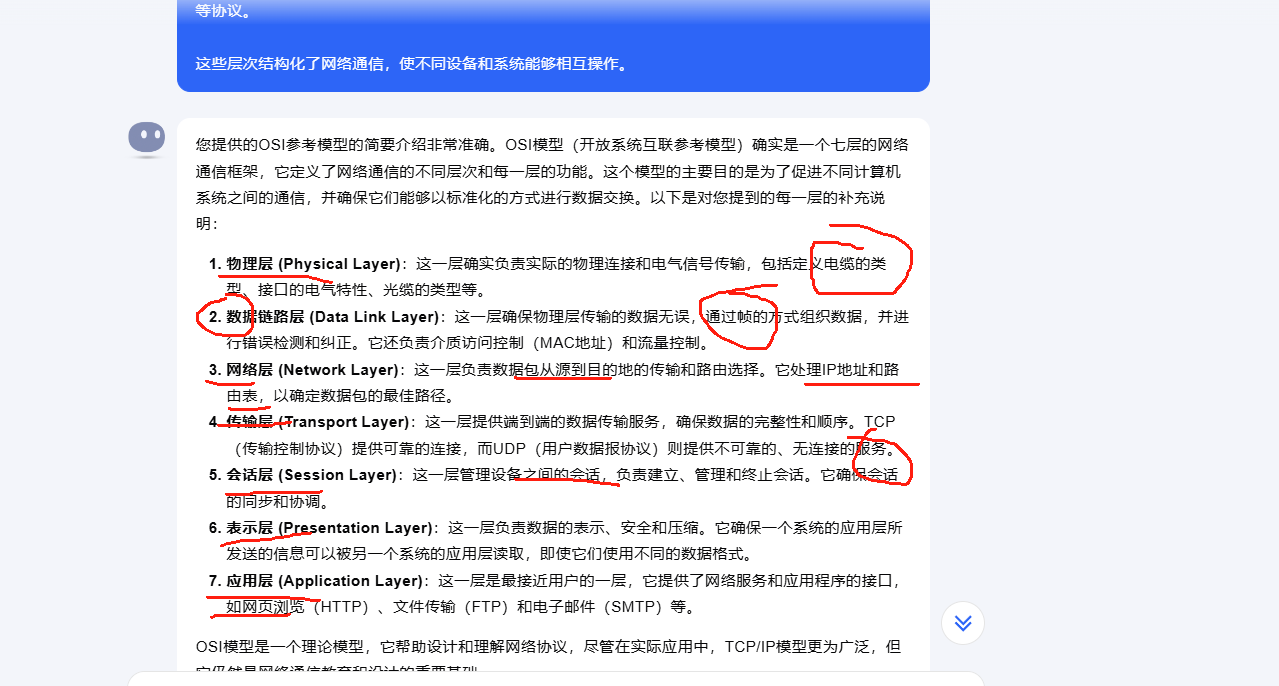 等协议。
这些层次结构化了网络通信，使不同设备和系统能够相互操作。
您提供的OSI参考模型的简要介绍非常准确。OSI模型（开放系统互联参考模型）确实是一个七层的网络
通信框架，它定义了网络通信的不同层次和每一层的功能。这个模型的主要目的是为了促进不同计算机
系统之间的通信，并确保它们能够以标准化的方式进行数据交换。以下是对您提到的每一层的补充说
明：
1. 物理层 (Physical Layer)：这一层确实负责实际的物理连接和电气信号传输，包括定义电缆的类
型、接口的电气特性、光缆的类型等。
2. 数据链路层 (Data Link Layer)：这一层确保物理层传输的数据无误，通过帧的方式组织数据，并进
行错误检测和纠正。它还负责介质访问控制（MAC地址）和流量控制。
3. 网络层 (Network Layer)：这一层负责数据包从源到目的地的传输和路由选择。它处理IP地址和路
由表，以确定数据包的最佳路径。
4. 传输层 (Transport Layer)：这一层提供端到端的数据传输服务，确保数据的完整性和顺序。TCP
（传输控制协议）提供可靠的连接，而UDP（用户数据报协议）则提供不可靠的、无连接的服务。
5. 会话层 (Session Layer)：这一层管理设备之间的会话，负责建立、管理和终止会话。它确保会话
的同步和协调。
6. 表示层 (Presentation Layer)：这一层负责数据的表示、安全和压缩。它确保一个系统的应用层所
发送的信息可以被另一个系统的应用层读取，即使它们使用不同的数据格式。
7. 应用层 (Application Layer)：这一层是最接近用户的一层，它提供了网络服务和应用程序的接口，
如网页浏览（HTTP）、文件传输（FTP）和电子邮件（SMTP）等。
OSI模型是一个理论模型，它帮助设计和理解网络协议，尽管在实际应用中，TCP/IP模型更为广泛，但
它仍然是网络通信教育和设计的重要基础。